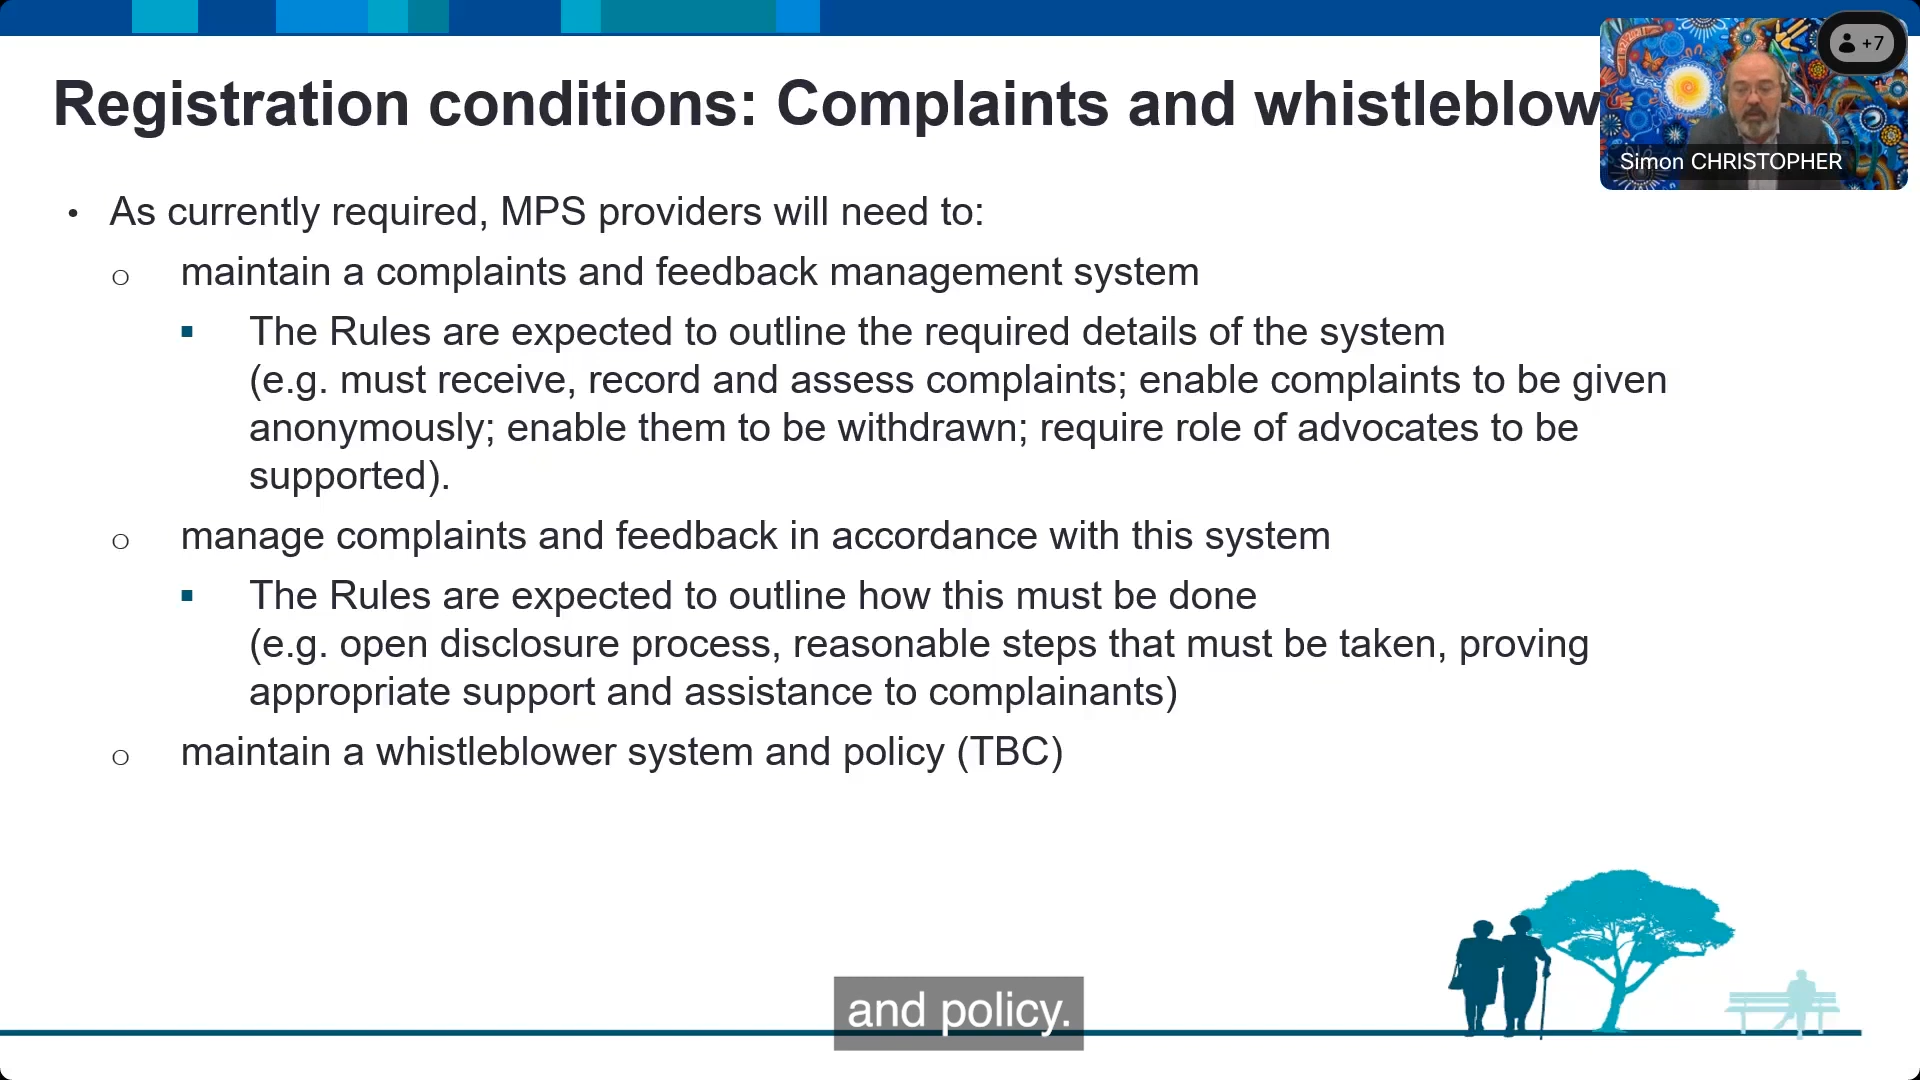 +7
Registration conditions: Complaints and whistleblow
Simon CHRISTOPHER
• As currently required, MPS providers will need to:
o maintain a complaints and feedback management system
▪ The Rules are expected to outline the required details of the system
(e.g. must receive, record and assess complaints; enable complaints to be given
anonymously; enable them to be withdrawn; require role of advocates to be
supported).
o manage complaints and feedback in accordance with this system
▪ The Rules are expected to outline how this must be done
(e.g. open disclosure process, reasonable steps that must be taken, proving
appropriate support and assistance to complainants)
o maintain a whistleblower system and policy (TBC)
and policy.